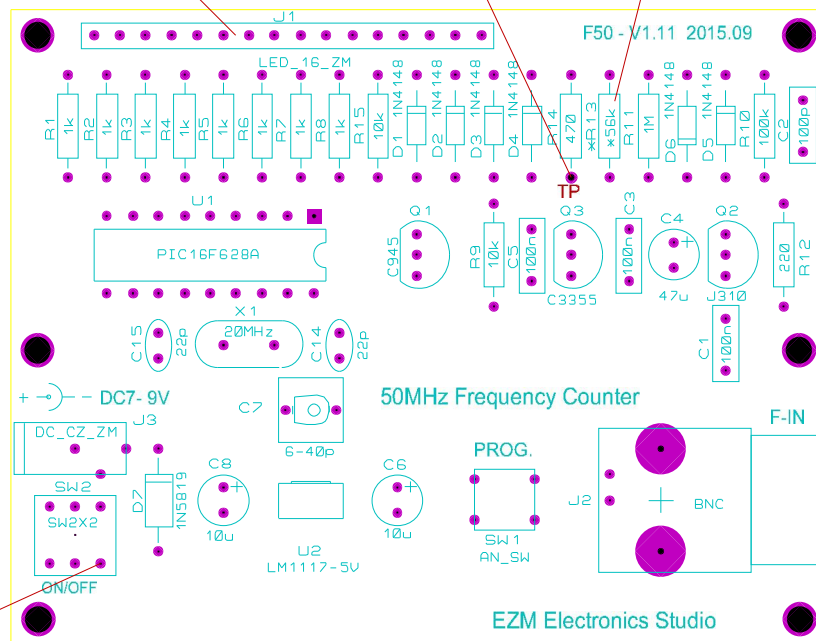 J1
F50 - V1.11 2015.09
LED_16_ZM
R1 1k
R2 1k
R3 1k
R4 1k
R5 1k
R6 1k
R7 1k
R8 1k
R15 10k
D1 1N4148
D2 1N4148
D3 1N4148
D4 1N4148
R14 470
*R13 *56k
R11 1M
D6 1N4148
D5 1N4148
R10 100k
C2 100p
TP
U1
PIC16F628A
Q1 C945
R9 10k
C5 100n
Q3 C3355
C3 100n
C4 + 47u
Q2 J310
R12 220
X1
20MHz
C15 22p
C14 22p
C1 100n
+ - DC7- 9V
J3
DC_CZ_ZM
C7
6-40p
50MHz Frequency Counter
F-IN
PROG.
SW2
SW2X2
ON/OFF
D7 1N5819
C8 +
10u
U2
LM1117-5V
C6 +
10u
SW1
AN_SW
J2
BNC
EZM Electronics Studio